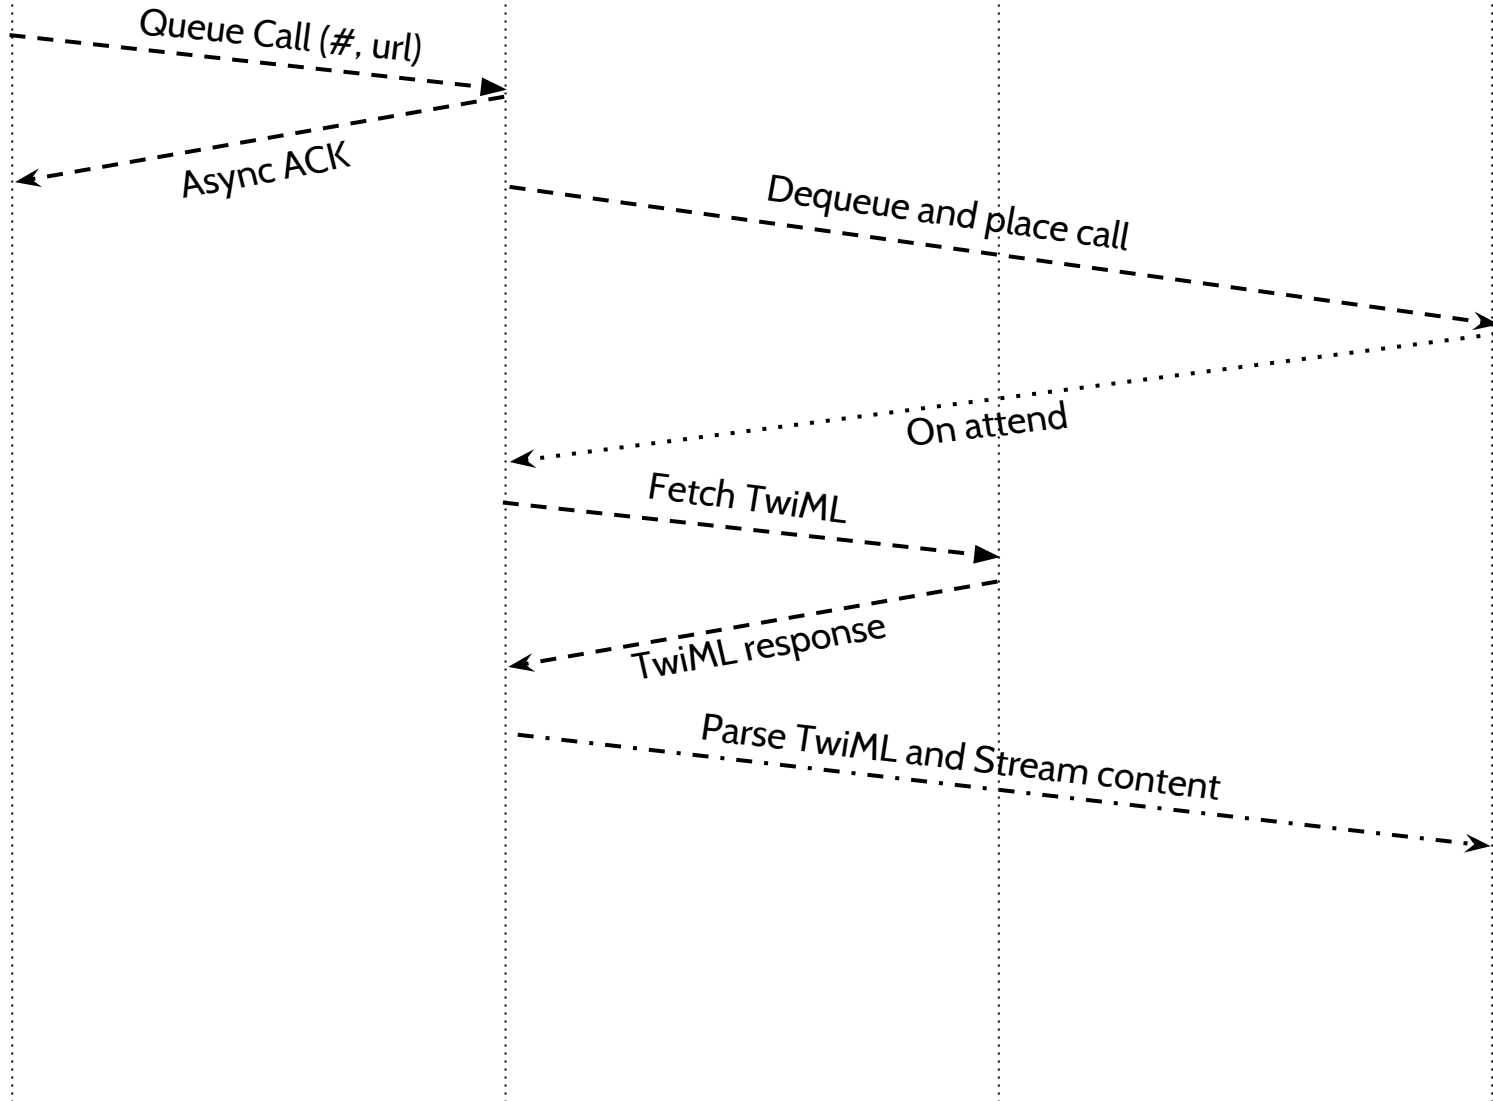 Queue Call (#, url)
Async ACK
Dequeue and place call
On attend
Fetch TwiML
TwiML response
Parse TwiML and Stream content